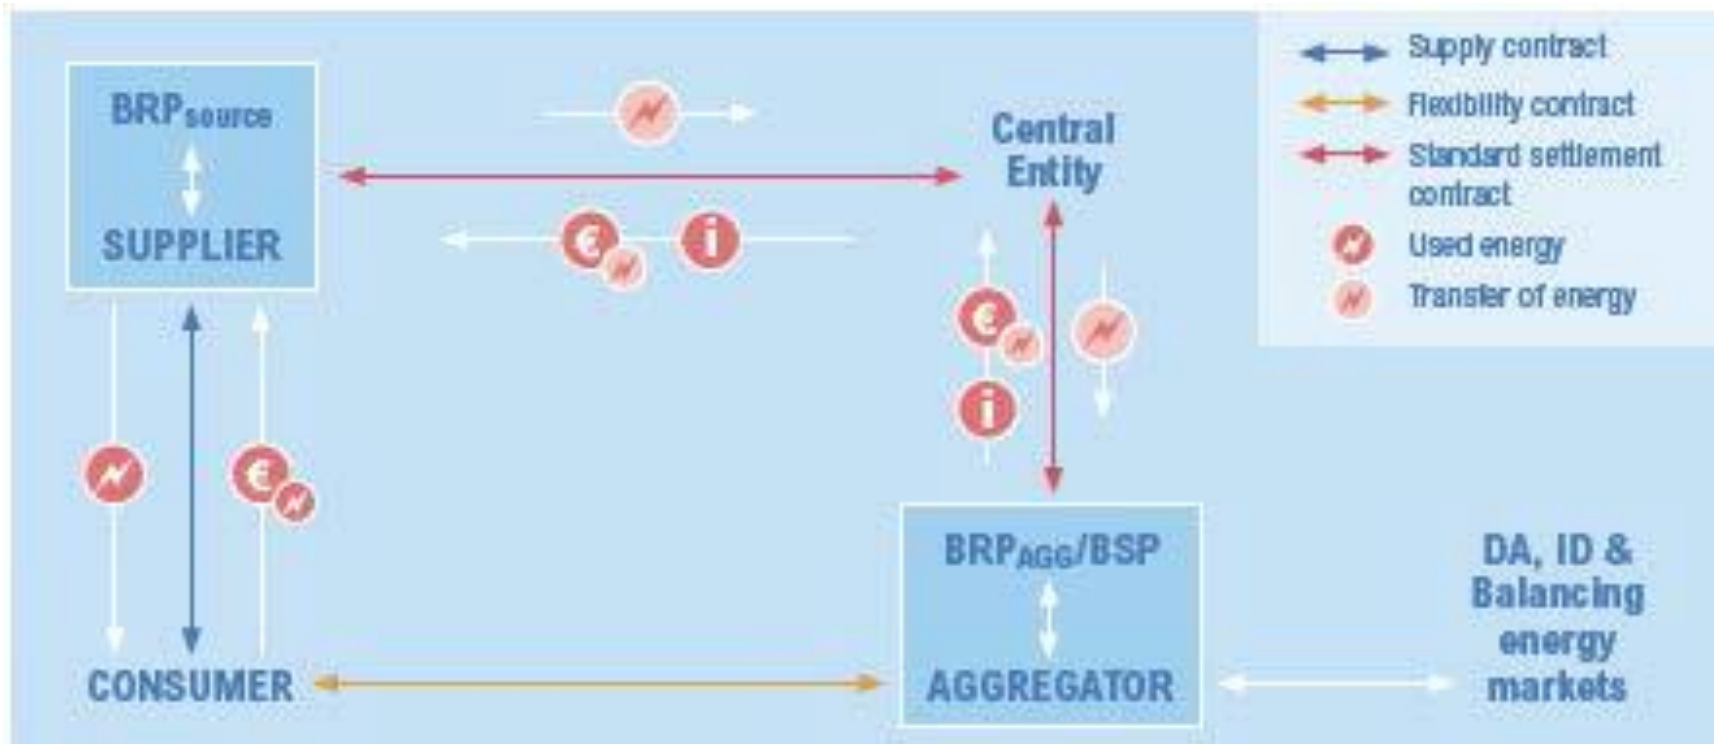 BRPsource
SUPPLIER
Central
Entity
Supply contract
Flexibility contract
Standard settlement
contract
Used energy
Transfer of energy
€
i
€
i
€
BRPAGG/BSP
AGGREGATOR
CONSUMER
DA, ID &
Balancing
energy
markets